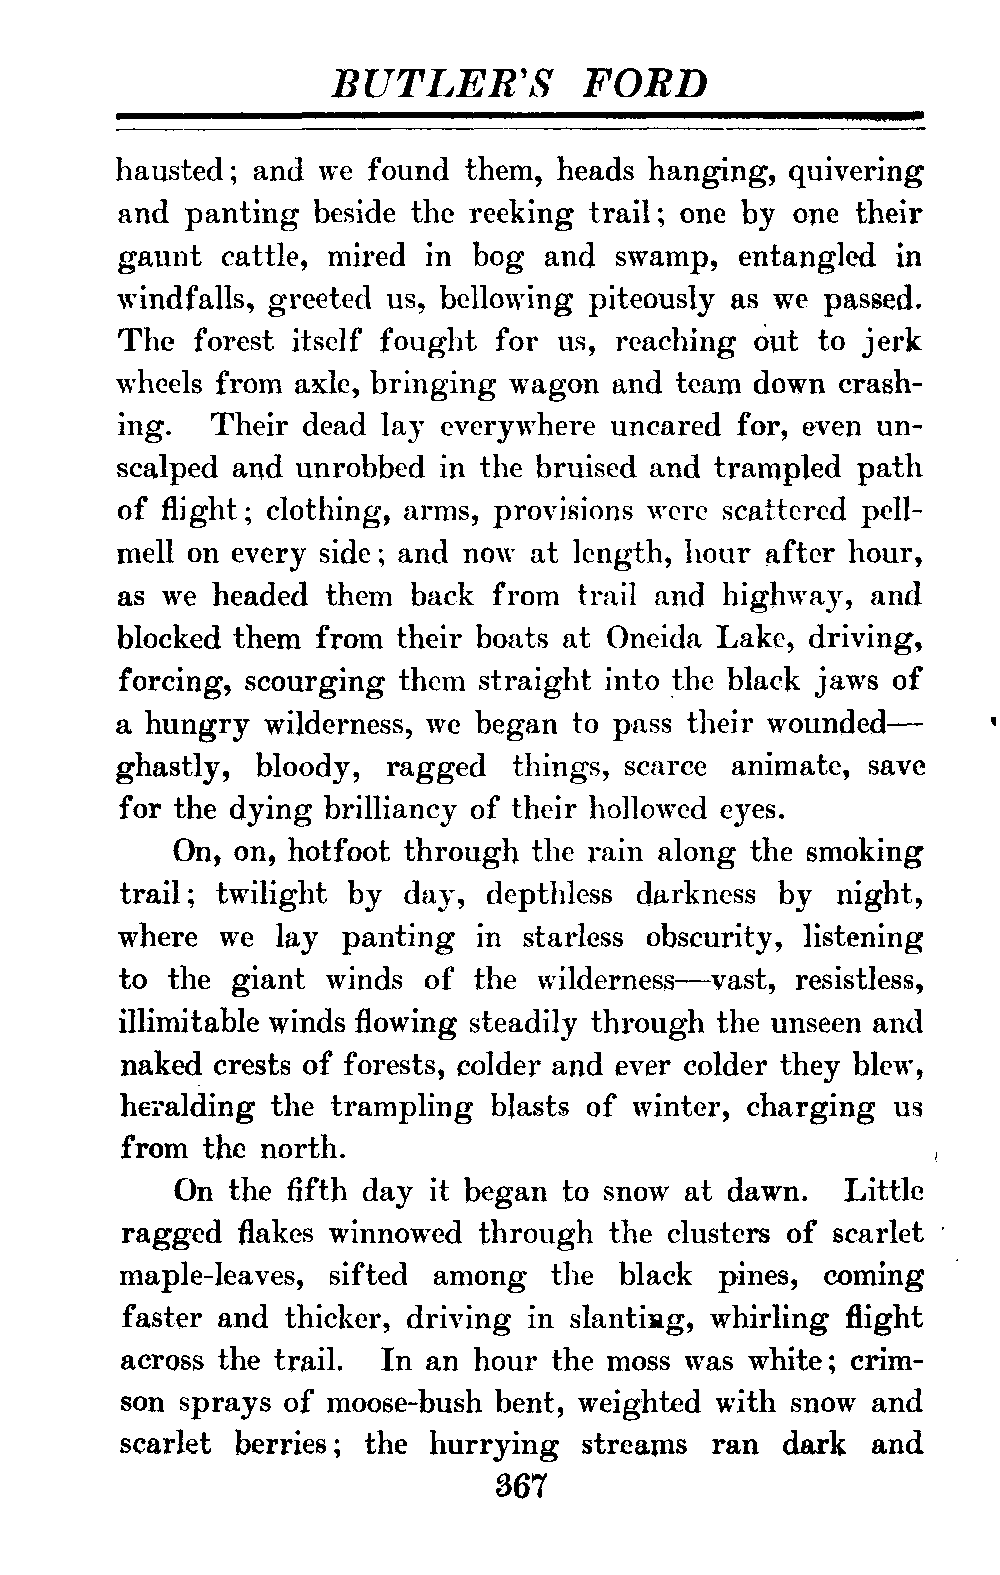 BUTLER'S FORD
hausted; and we found them, heads hanging, quivering
and panting beside the reeking trail; one by one their
gaunt cattle, mired in bog and swamp, entangled in
windfalls, greeted us, bellowing piteously as we passed.
The forest itself fought for us, reaching out to jerk
wheels from axle, bringing wagon and team down crash-
ing. Their dead lay everywhere uncared for, even un-
scalped and unrobbed in the bruised and trampled path
of flight; clothing, arms, provisions were scattered pell-
mell on every side; and now at length, hour after hour,
as we headed them back from trail and highway, and
blocked them from their boats at Oneida Lake, driving,
forcing, scourging them straight into the black jaws of
a hungry wilderness, we began to pass their wounded—
ghastly, bloody, ragged things, scarce animate, save
for the dying brilliancy of their hollowed eyes.
On, on, hotfoot through the rain along the smoking
trail; twilight by day, depthless darkness by night,
where we lay panting in starless obscurity, listening
to the giant winds of the wilderness—vast, resistless,
illimitable winds flowing steadily through the unseen and
naked crests of forests, colder and ever colder they blew,
heralding the trampling blasts of winter, charging us
from the north.
On the fifth day it began to snow at dawn. Little
ragged flakes winnowed through the clusters of scarlet
maple-leaves, sifted among the black pines, coming
faster and thicker, driving in slanting, whirling flight
across the trail. In an hour the moss was white; crim-
son sprays of moose-bush bent, weighted with snow and
scarlet berries; the hurrying streams ran dark and
367